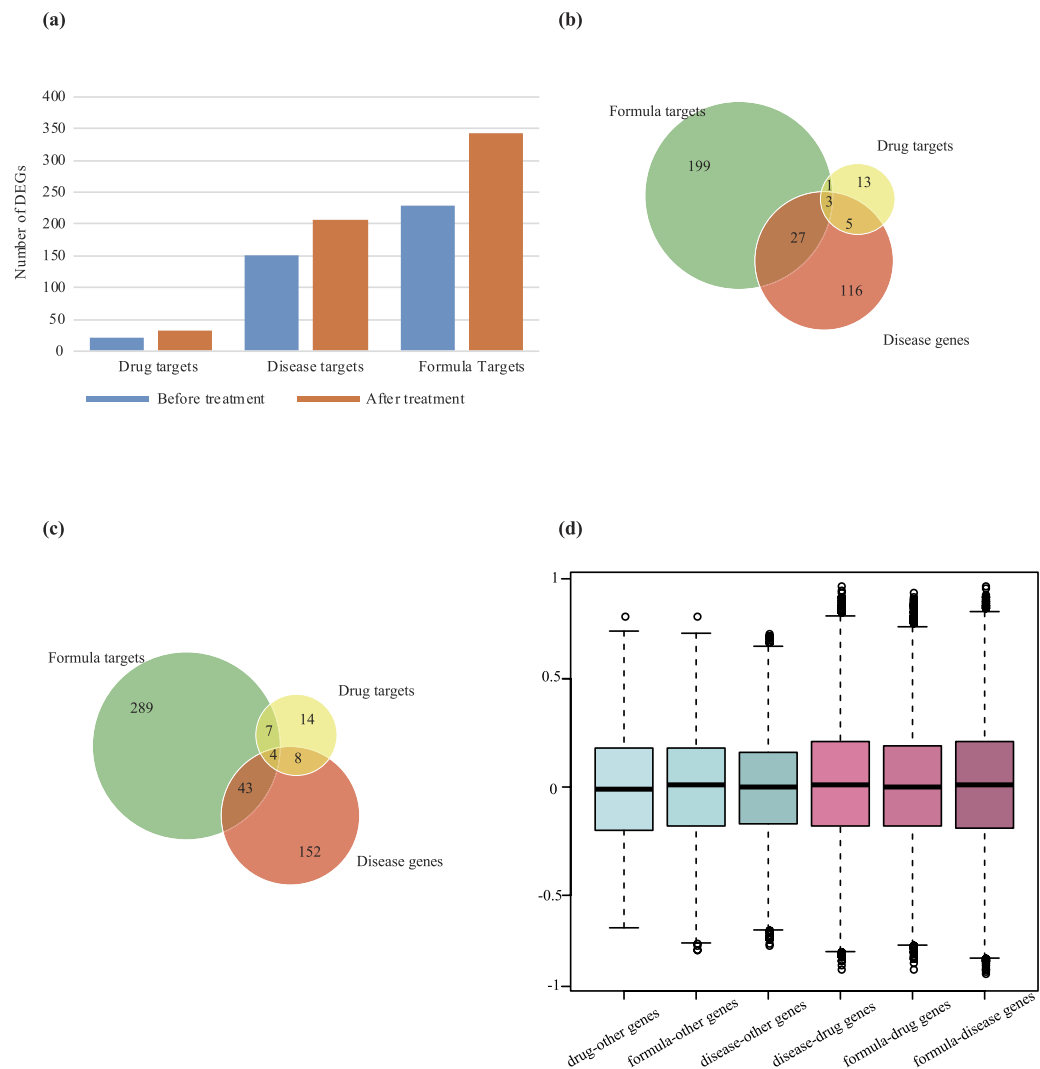 (a)
400
350
300
250
200
150
100
50
0
Number of DEGs
Drug targets
Disease targets
Formula Targets
Before treatment
After treatment
(b)
Formula targets
Drug targets
199
1
13
3
5
27
116
Disease genes
(c)
Formula targets
Drug targets
289
7
14
4
8
43
152
Disease genes
(d)
1
0.5
0
-0.5
-1
drug-other genes
formula-other genes
disease-other genes
disease-drug genes
formula-drug genes
formula-disease genes